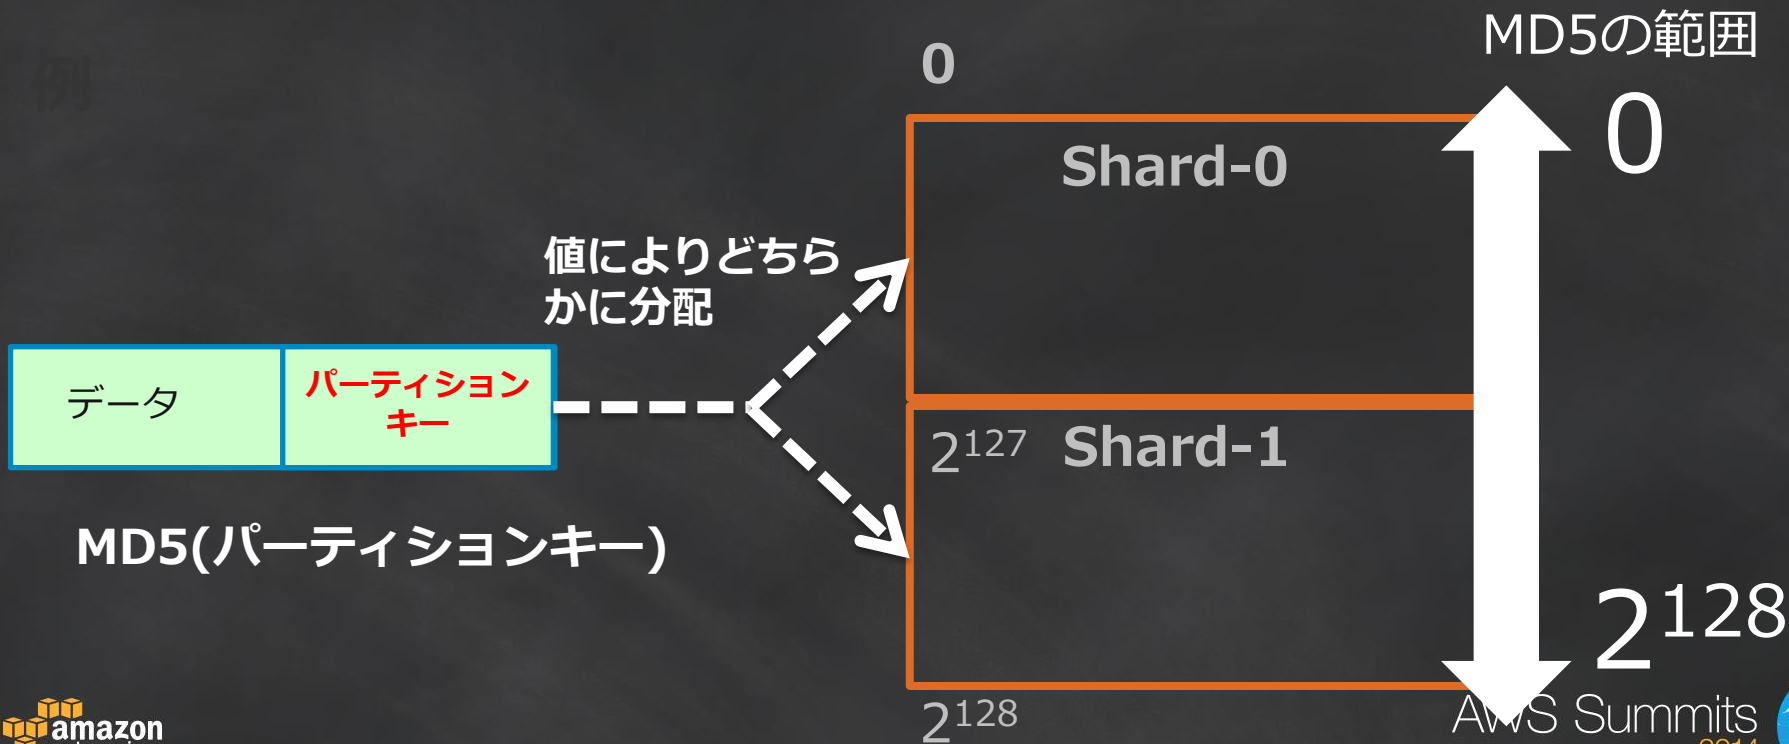 例
MD5の範囲
0
0
Shard-0
値によりどちら
かに分配
データ
パーティション
キー
2¹²⁷ Shard-1
MD5(パーティションキー)
2¹²⁸
2¹²⁸
amazon
AWS Summits